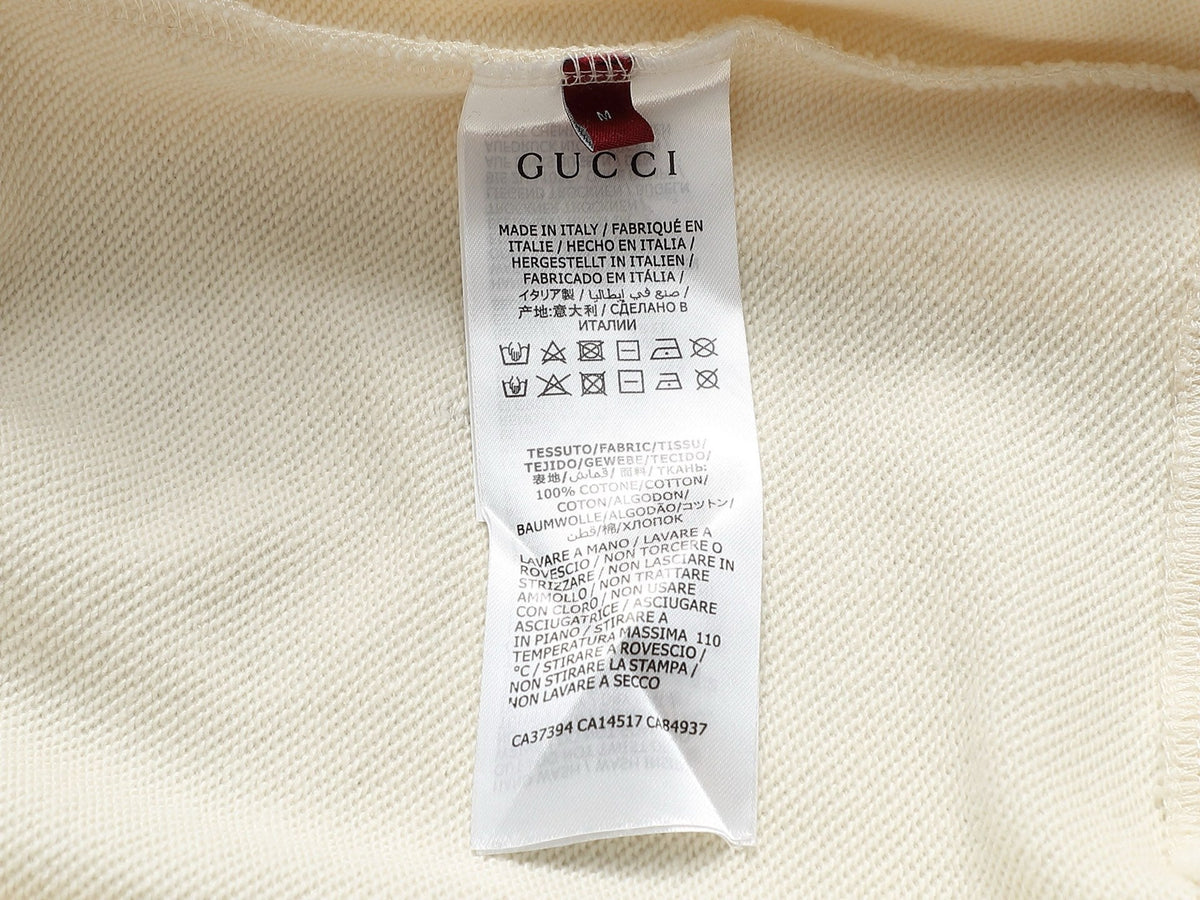 M
GUCCI
MADE IN ITALY / FABRIQUÉ EN
ITALIE / HECHO EN ITALIA /
HERGESTELLT IN ITALIEN /
FABRICADO EM ITÁLIA /
イタリア製 / صنع في إيطاليا /
产地:意大利 / СДЕЛАНО В
ИТАЛИИ
TESSUTO/FABRIC/TISSU/
TEJIDO/GEWEBE/TECIDO/
表地/قماش/ 面料/ ТКАНЬ:
100% COTONE/COTTON/
COTON/ALGODON/
BAUMWOLLE/ALGODÃO/コットン/
قطن/棉/ХЛОПОК
LAVARE A MANO / LAVARE A
ROVESCIO / NON TORCERE O
STRIZZARE / NON LASCIARE IN
AMMOLLO / NON TRATTARE
CON CLORO / NON USARE
ASCIUGATRICE / ASCIUGARE
IN PIANO / STIRARE A
TEMPERATURA MASSIMA 110
°C / STIRARE A ROVESCIO /
NON STIRARE LA STAMPA /
NON LAVARE A SECCO
CA37394 CA14517 CA84937